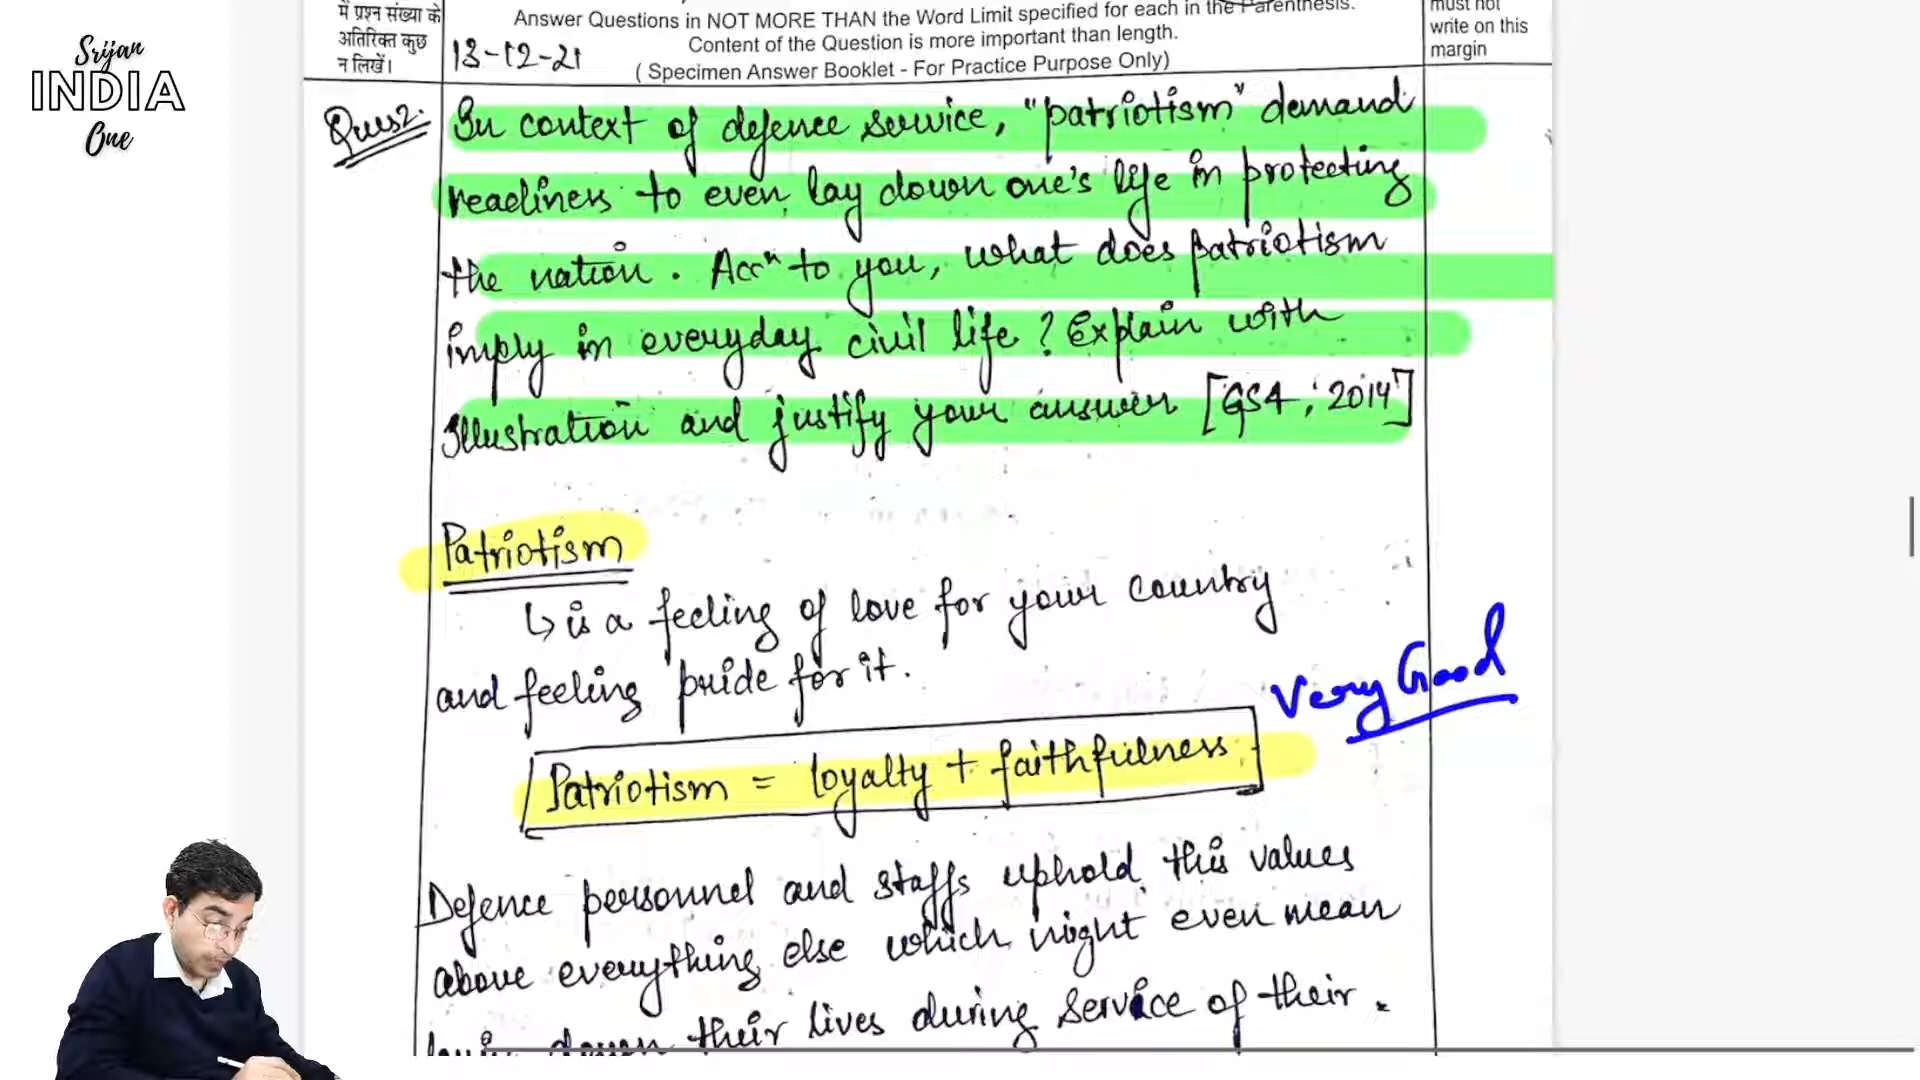 Srijan
INDIA
One
में प्रश्न संख्या के
अतिरिक्त कुछ
न लिखें।
Answer Questions in NOT MORE THAN the Word Limit specified for each in the Parenthesis.
Content of the Question is more important than length.
( Specimen Answer Booklet - For Practice Purpose Only)
must not
write on this
margin
13-12-21
Ques2.
In context of defence service, "patriotism" demand
readiness to even lay down one's life in protecting
the nation. Accn to you, what does patriotism
imply in everyday civil life? Explain with
illustration and justify your answer [GS4, '2014']
Patriotism
↳ is a feeling of love for your country
and feeling pride for it.
Very Good
Patriotism = loyalty + faithfulness
Defence personnel and staffs uphold this values
above everything else which might even mean
down their lives during service of their